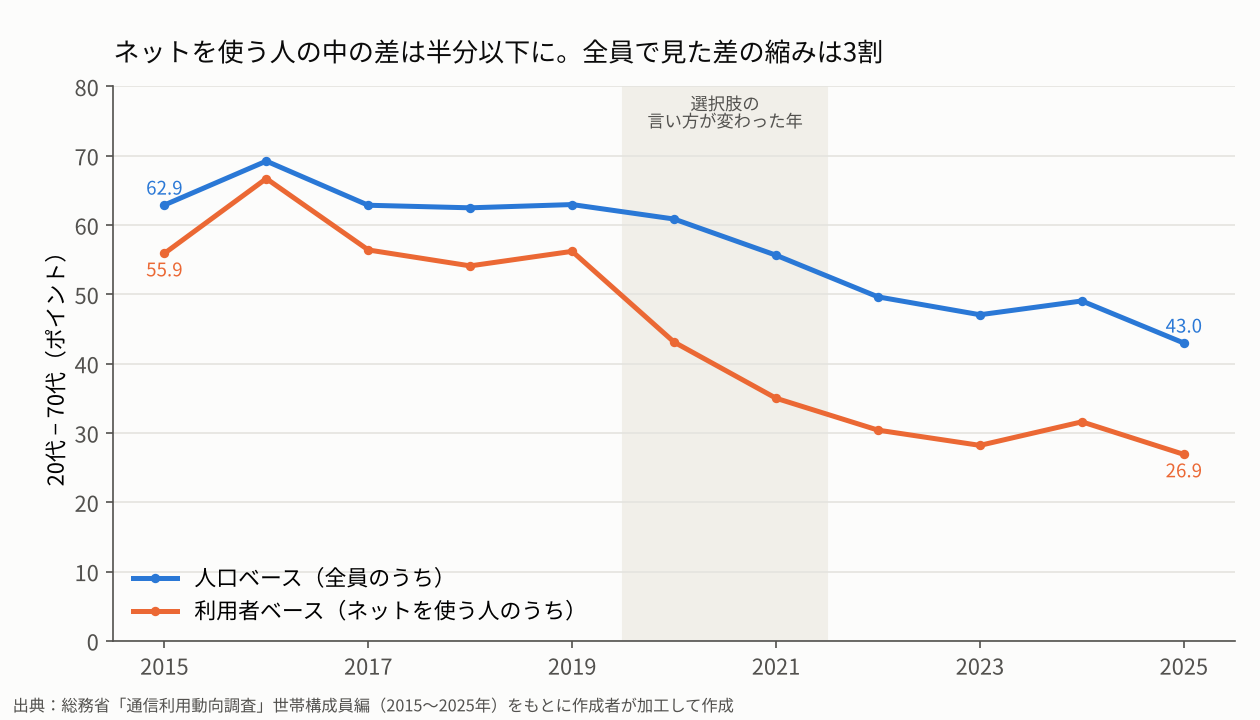 ネットを使う人の中の差は半分以下に。全員で見た差の縮みは3割
20代 − 70代（ポイント）
80
70
60
50
40
30
20
10
0
選択肢の
言い方が変わった年
62.9
55.9
43.0
26.9
人口ベース（全員のうち）
利用者ベース（ネットを使う人のうち）
2015
2017
2019
2021
2023
2025
出典：総務省「通信利用動向調査」世帯構成員編（2015〜2025年）をもとに作成者が加工して作成